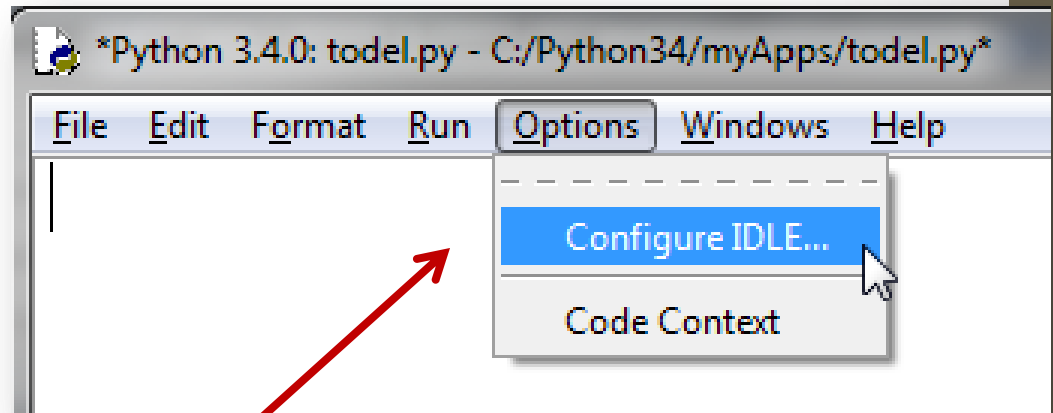 *Python 3.4.0: todel.py - C:/Python34/myApps/todel.py*
File Edit Format Run Options Windows Help
Configure IDLE...
Code Context